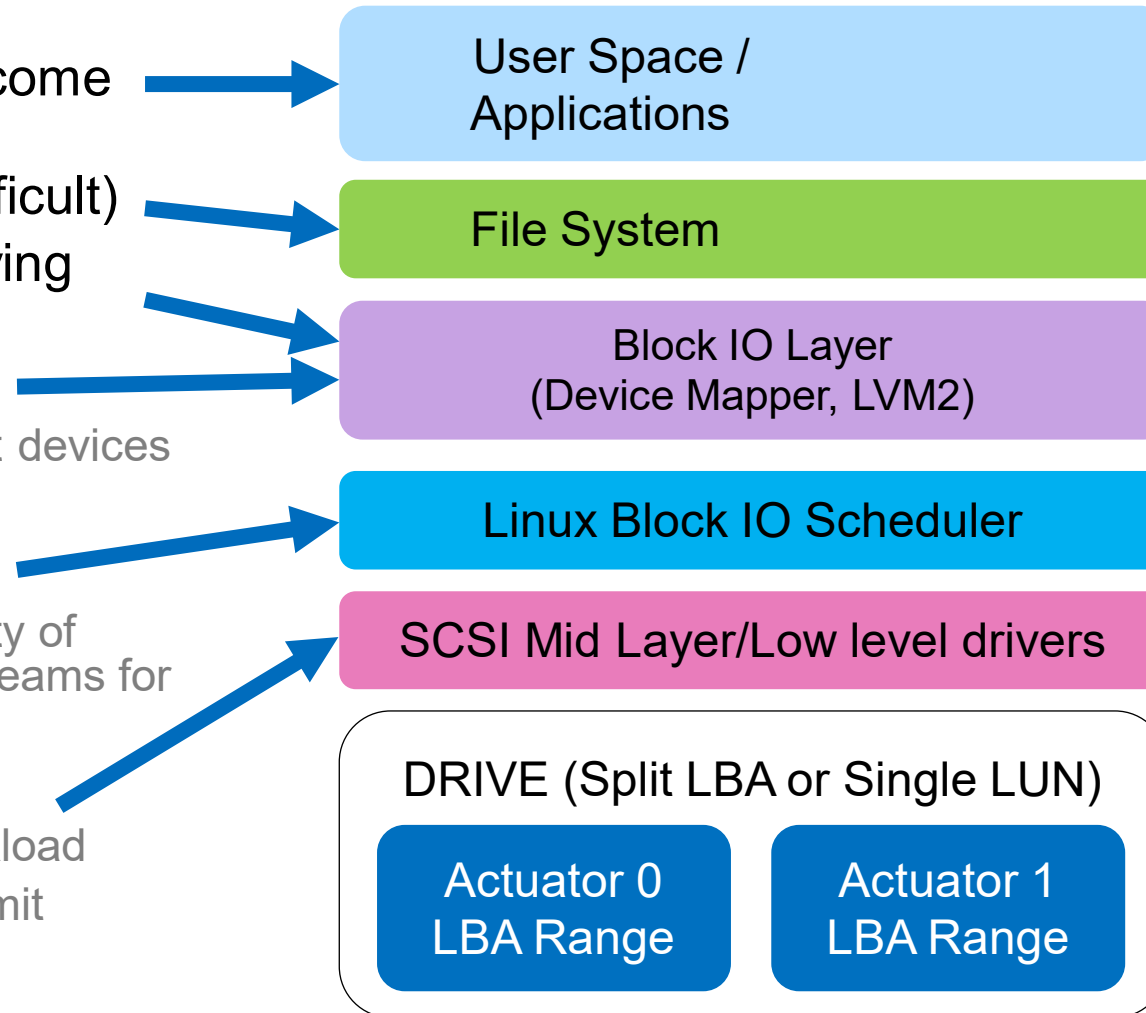 come
ficult)
ing
devices
ty of
eams for
load
mit
User Space /
Applications
File System
Block IO Layer
(Device Mapper, LVM2)
Linux Block IO Scheduler
SCSI Mid Layer/Low level drivers
DRIVE (Split LBA or Single LUN)
Actuator 0
LBA Range
Actuator 1
LBA Range